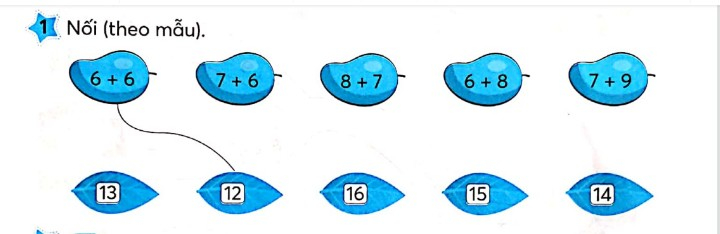 1 Nối (theo mẫu).
6 + 6 7 + 6 8 + 7 6 + 8 7 + 9
13 12 16 15 14